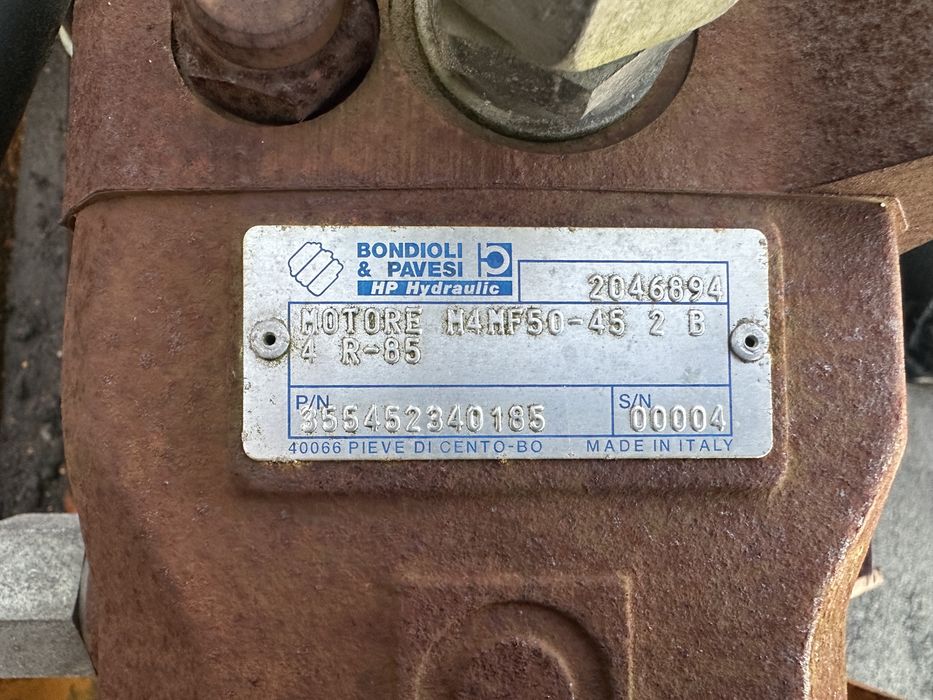 BONDIOLI
& PAVESI
HP Hydraulic
2046894
MOTORE M4MF50-45 2 B
4 R-85
P/N
355452340185
S/N
00004
40066 PIEVE DI CENTO-BO MADE IN ITALY